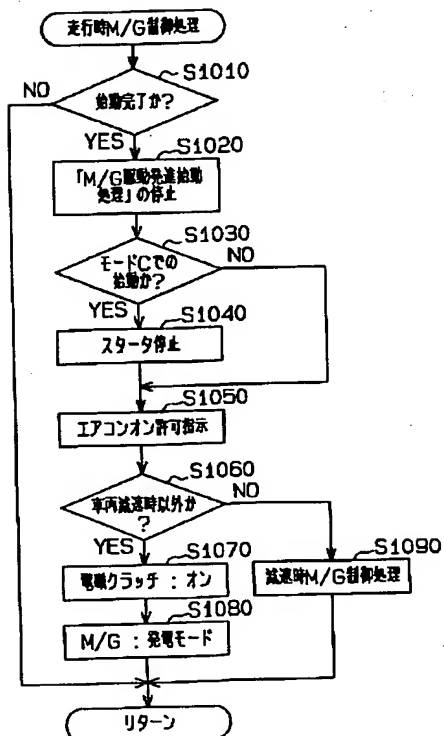 走行時M/G制御処理
S1010
NO
始動完了か?
YES
S1020
「M/G駆動発進始動
処理」の停止
S1030
モードCでの
始動か?
NO
YES
S1040
スタータ停止
S1050
エアコンオン許可指示
S1060
車両減速時以外か
?
NO
YES
S1070
電磁クラッチ:オン
S1090
減速時M/G制御処理
S1080
M/G:発電モード
リターン